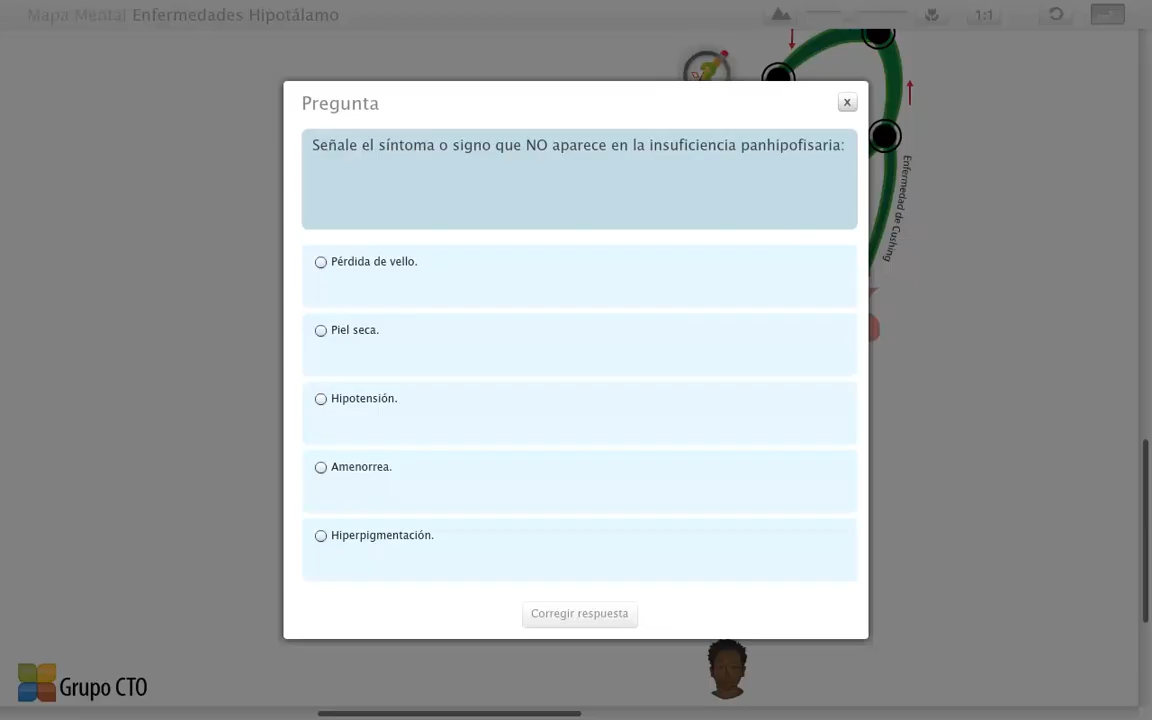 Mapa Mental Enfermedades Hipotálamo
1:1
Pregunta
x
Señale el síntoma o signo que NO aparece en la insuficiencia panhipofisaria:
Pérdida de vello.
Piel seca.
Hipotensión.
Amenorrea.
Hiperpigmentación.
Corregir respuesta
Enfermedad de Cushing
Grupo CTO